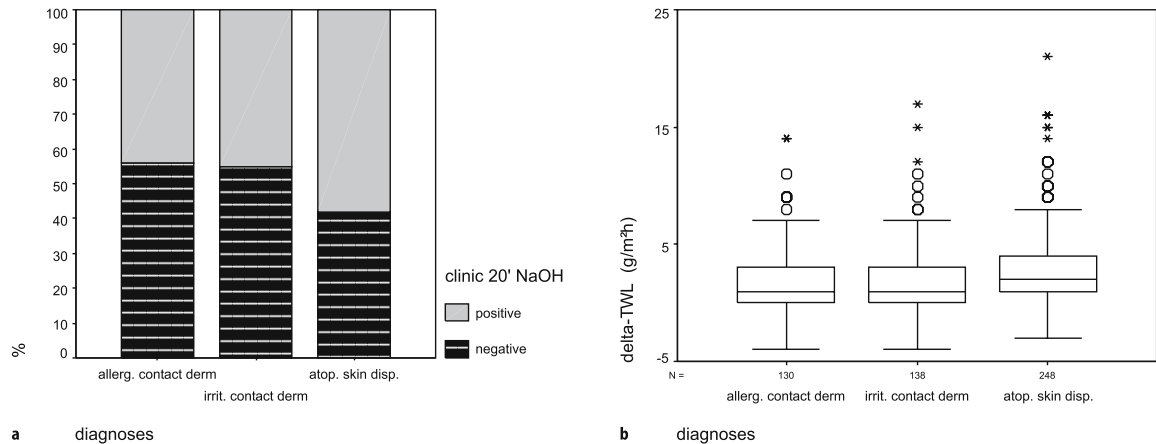 100
90
80
70
60
50
40
30
20
10
0
%
allerg. contact derm
atop. skin disp.
irrit. contact derm
clinic 20' NaOH
positive
negative
a diagnoses
25
15
5
-5
delta-TWL (g/m²h)
N = 130 138 248
allerg. contact derm irrit. contact derm atop. skin disp.
b diagnoses